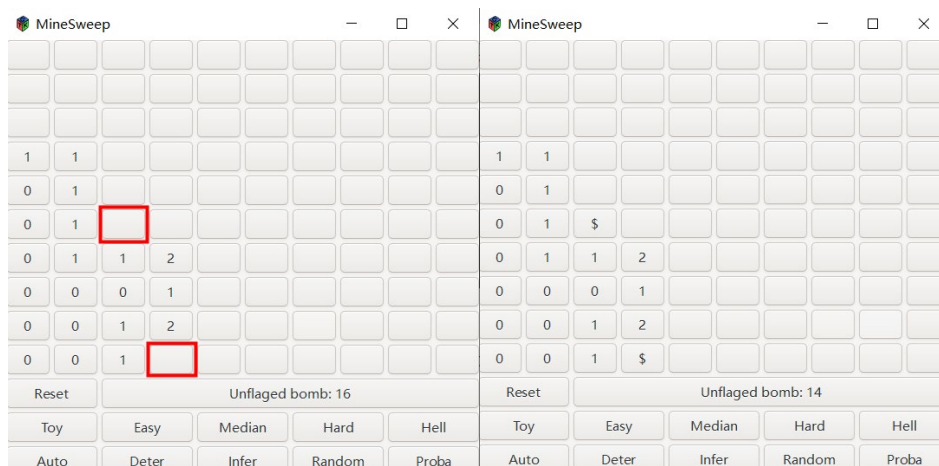 MineSweep
1 1
0 1
0 1
0 1 1 2
0 0 0 1
0 0 1 2
0 0 1
Reset Unflaged bomb: 16
Toy Easy Median Hard Hell
Auto Deter Infer Random Proba
MineSweep
1 1
0 1
0 1 $
0 1 1 2
0 0 0 1
0 0 1 2
0 0 1 $
Reset Unflaged bomb: 14
Toy Easy Median Hard Hell
Auto Deter Infer Random Proba